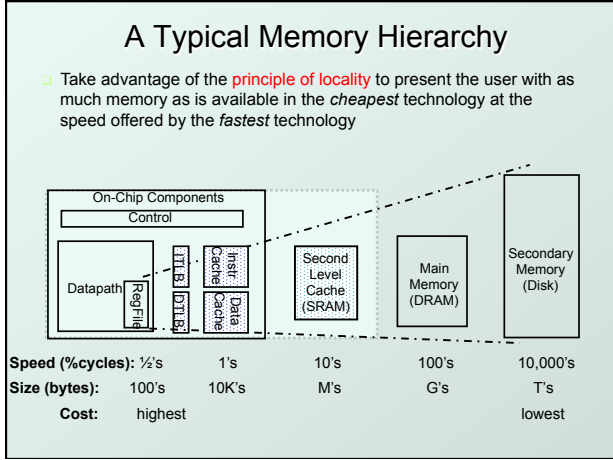 A Typical Memory Hierarchy
Take advantage of the principle of locality to present the user with as
much memory as is available in the cheapest technology at the
speed offered by the fastest technology
On-Chip Components
Control
Datapath
RegFile
ITLB
DTLB
Instr
Cache
Data
Cache
Second
Level
Cache
(SRAM)
Main
Memory
(DRAM)
Secondary
Memory
(Disk)
Speed (%cycles): ½'s 1's 10's 100's 10,000's
Size (bytes): 100's 10K's M's G's T's
Cost: highest lowest